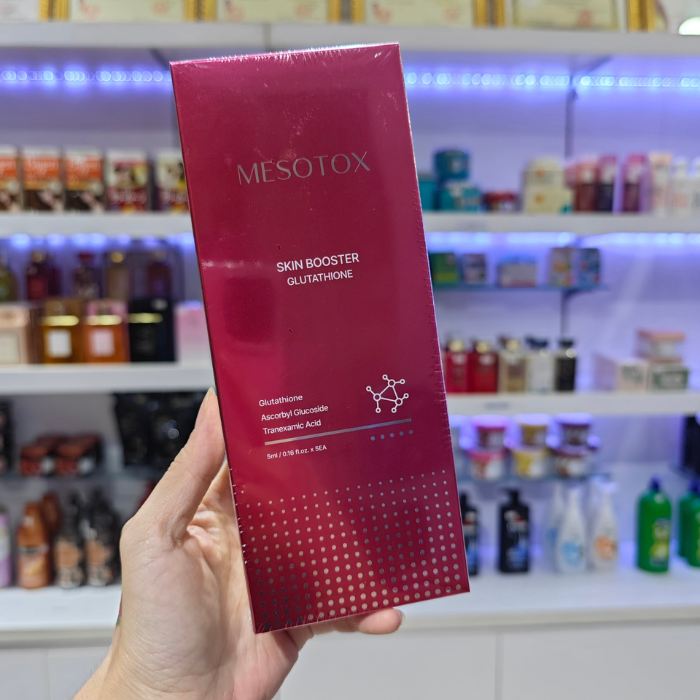 MESOTOX
SKIN BOOSTER
GLUTATHIONE
Glutathione
Ascorbyl Glucoside
Tranexamic Acid
5ml / 0.16 fl.oz. x 5EA